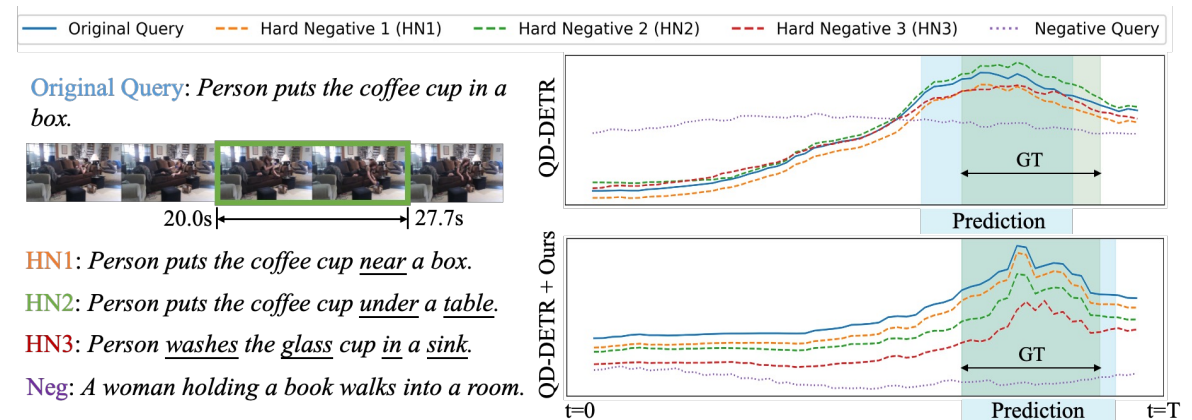 Original Query Hard Negative 1 (HN1) Hard Negative 2 (HN2) Hard Negative 3 (HN3) Negative Query
Original Query: Person puts the coffee cup in a
box.
20.0s 27.7s
HN1: Person puts the coffee cup near a box.
HN2: Person puts the coffee cup under a table.
HN3: Person washes the glass cup in a sink.
Neg: A woman holding a book walks into a room.
QD-DETR
GT
Prediction
QD-DETR + Ours
GT
t=0 Prediction t=T